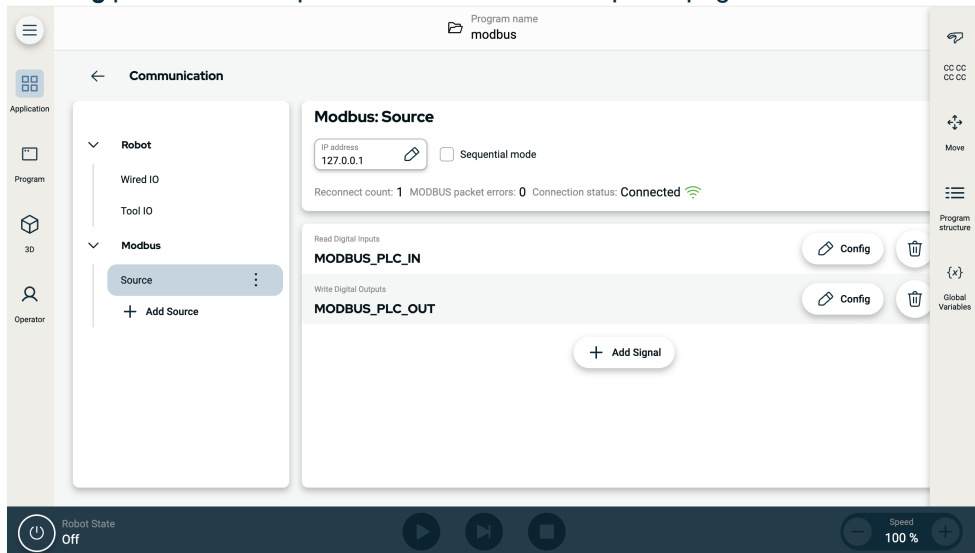 Program name
modbus
Communication
CC CC
CC CC
Application
Robot
Wired IO
Tool IO
Modbus
Source
Add Source
Modbus: Source
IP address
127.0.0.1
Sequential mode
Reconnect count: 1 MODBUS packet errors: 0 Connection status: Connected
Read Digital Inputs
MODBUS_PLC_IN
Config
Write Digital Outputs
MODBUS_PLC_OUT
Config
Add Signal
Program
3D
Operator
Move
Program
structure
{x}
Global
Variables
Robot State
Off
Speed
100 %